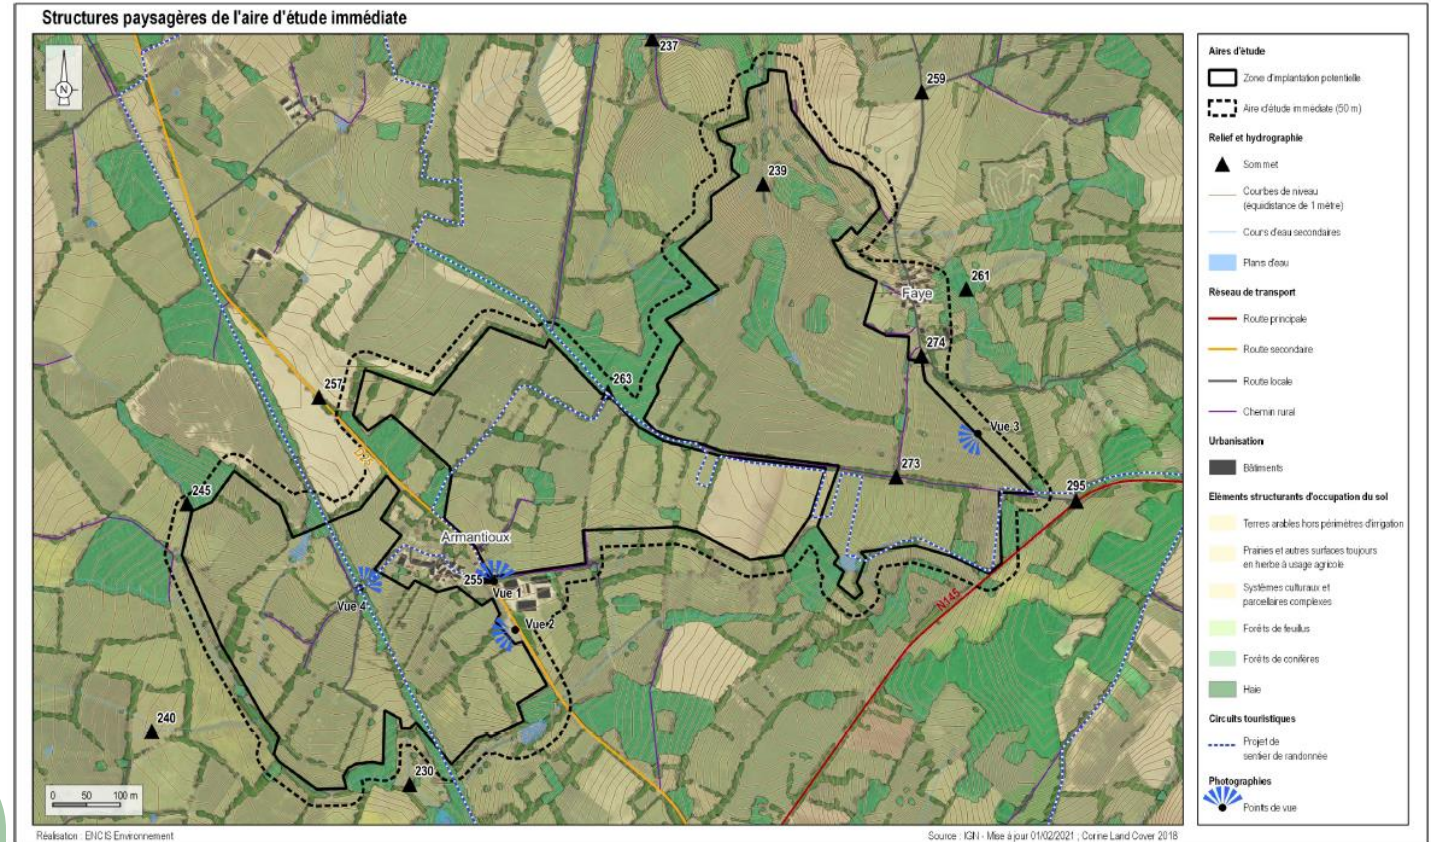 Structures paysagères de l'aire d'étude immédiate
N
237
259
239
261
Faye
274
263
257
Vue 3
D25
273
295
245
Armantioux
255
Vue 1
Vue 4
Vue 2
N145
240
230
0 50 100 m
Aires d'étude
Zone d'implantation potentielle
Aire d'étude immédiate (50 m)
Relief et hydrographie
Sommet
Courbes de niveau
(équidistance de 1 mètre)
Cours d'eau secondaires
Plans d'eau
Réseau de transport
Route principale
Route secondaire
Route locale
Chemin rural
Urbanisation
Bâtiments
Eléments structurants d'occupation du sol
Terres arables hors périmètres d'irrigation
Prairies et autres surfaces toujours
en herbe à usage agricole
Systèmes culturaux et
parcellaires complexes
Forêts de feuillus
Forêts de conifères
Haie
Circuits touristiques
Projet de
sentier de randonnée
Photographies
Points de vue
Réalisation : ENCIS Environnement
Source : IGN - Mise à jour 01/02/2021 ; Corine Land Cover 2018